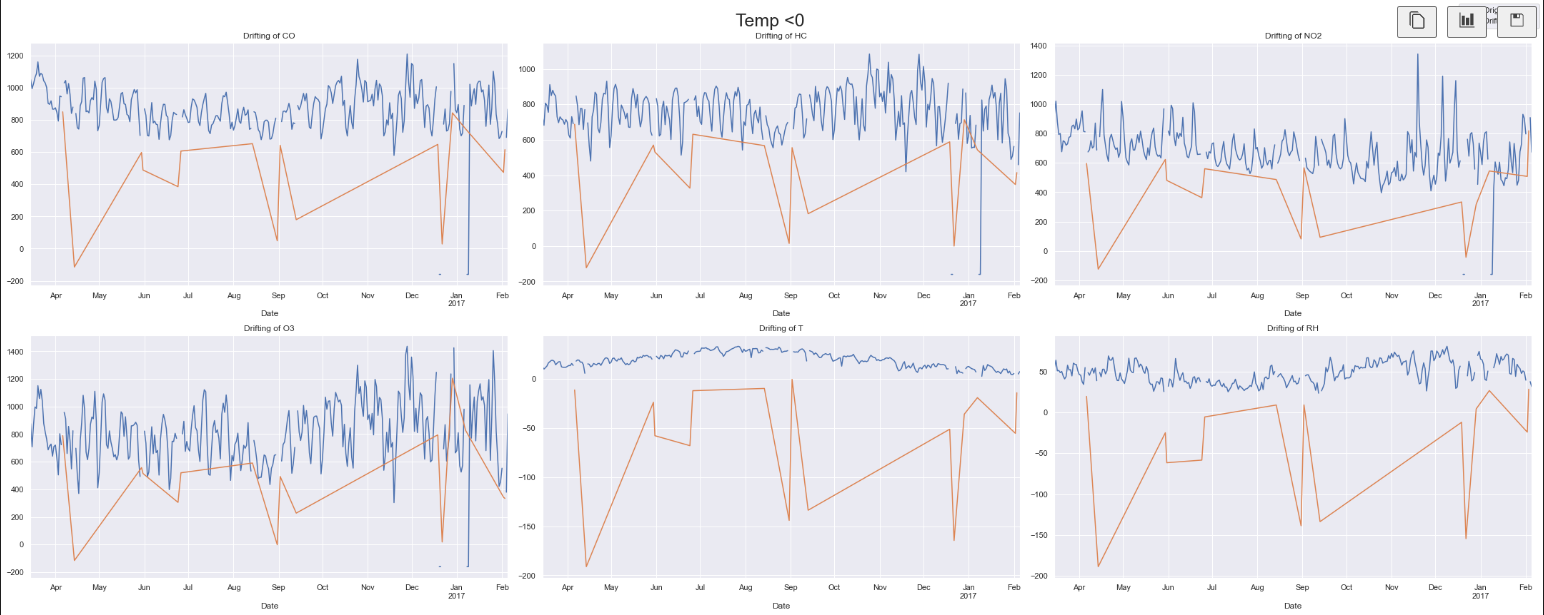 Temp <0
Drifting of CO
Drifting of HC
Drifting of NO2
1200
1000
800
600
400
200
0
−200
Apr May Jun Jul Aug Sep Oct Nov Dec Jan Feb
2017
Date
1000
800
600
400
200
0
−200
Apr May Jun Jul Aug Sep Oct Nov Dec Jan Feb
2017
Date
1400
1200
1000
800
600
400
200
0
−200
Apr May Jun Jul Aug Sep Oct Nov Dec Jan Feb
2017
Date
Drifting of O3
Drifting of T
Drifting of RH
1400
1200
1000
800
600
400
200
0
−200
Apr May Jun Jul Aug Sep Oct Nov Dec Jan Feb
2017
Date
0
−50
−100
−150
−200
Apr May Jun Jul Aug Sep Oct Nov Dec Jan Feb
2017
Date
50
0
−50
−100
−150
−200
Apr May Jun Jul Aug Sep Oct Nov Dec Jan Feb
2017
Date